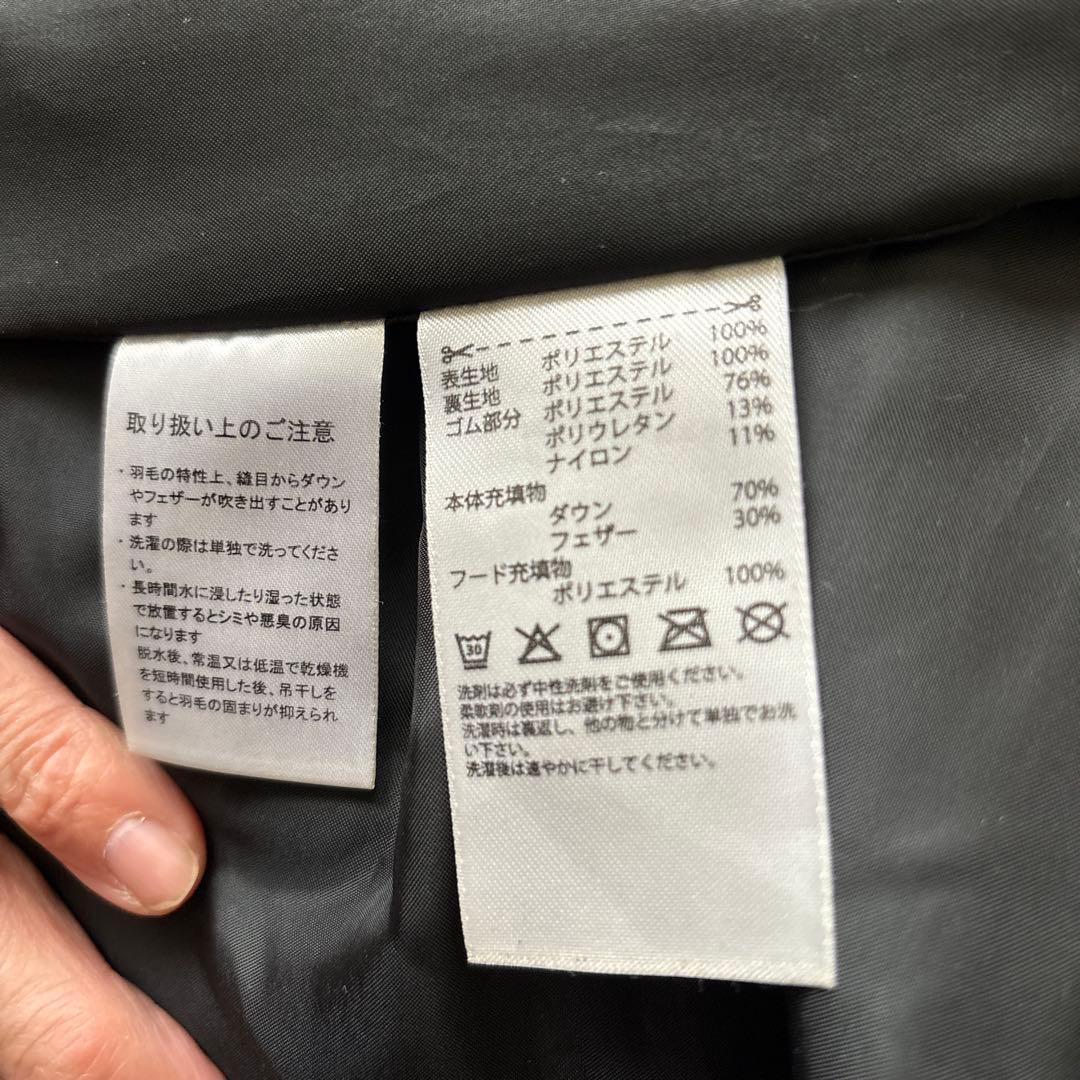 取り扱い上のご注意
・羽毛の特性上、縫目からダウン
やフェザーが吹き出すことがあり
ます
・洗濯の際は単独で洗ってくださ
い。
・長時間水に浸したり湿った状態
で放置するとシミや悪臭の原因
になります
脱水後、常温又は低温で乾燥機
を短時間使用した後、吊干しを
すると羽毛の固まりが抑えられ
ます
表生地 ポリエステル 100%
裏生地 ポリエステル 100%
ゴム部分 ポリエステル 76%
ポリウレタン 13%
ナイロン 11%
本体充填物
ダウン 70%
フェザー 30%
フード充填物
ポリエステル 100%
30
洗剤は必ず中性洗剤をご使用ください。
柔軟剤の使用はお避け下さい。
洗濯時は裏返し、他の物と分けて単独でお洗
い下さい。
洗濯後は速やかに干してください。